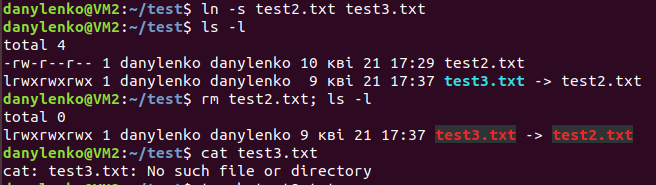 danylenko@VM2:~/test$ ln -s test2.txt test3.txt
danylenko@VM2:~/test$ ls -l
total 4
-rw-r--r-- 1 danylenko danylenko 10 кві 21 17:29 test2.txt
lrwxrwxrwx 1 danylenko danylenko  9 кві 21 17:37 test3.txt -> test2.txt
danylenko@VM2:~/test$ rm test2.txt; ls -l
total 0
lrwxrwxrwx 1 danylenko danylenko 9 кві 21 17:37 test3.txt -> test2.txt
danylenko@VM2:~/test$ cat test3.txt
cat: test3.txt: No such file or directory